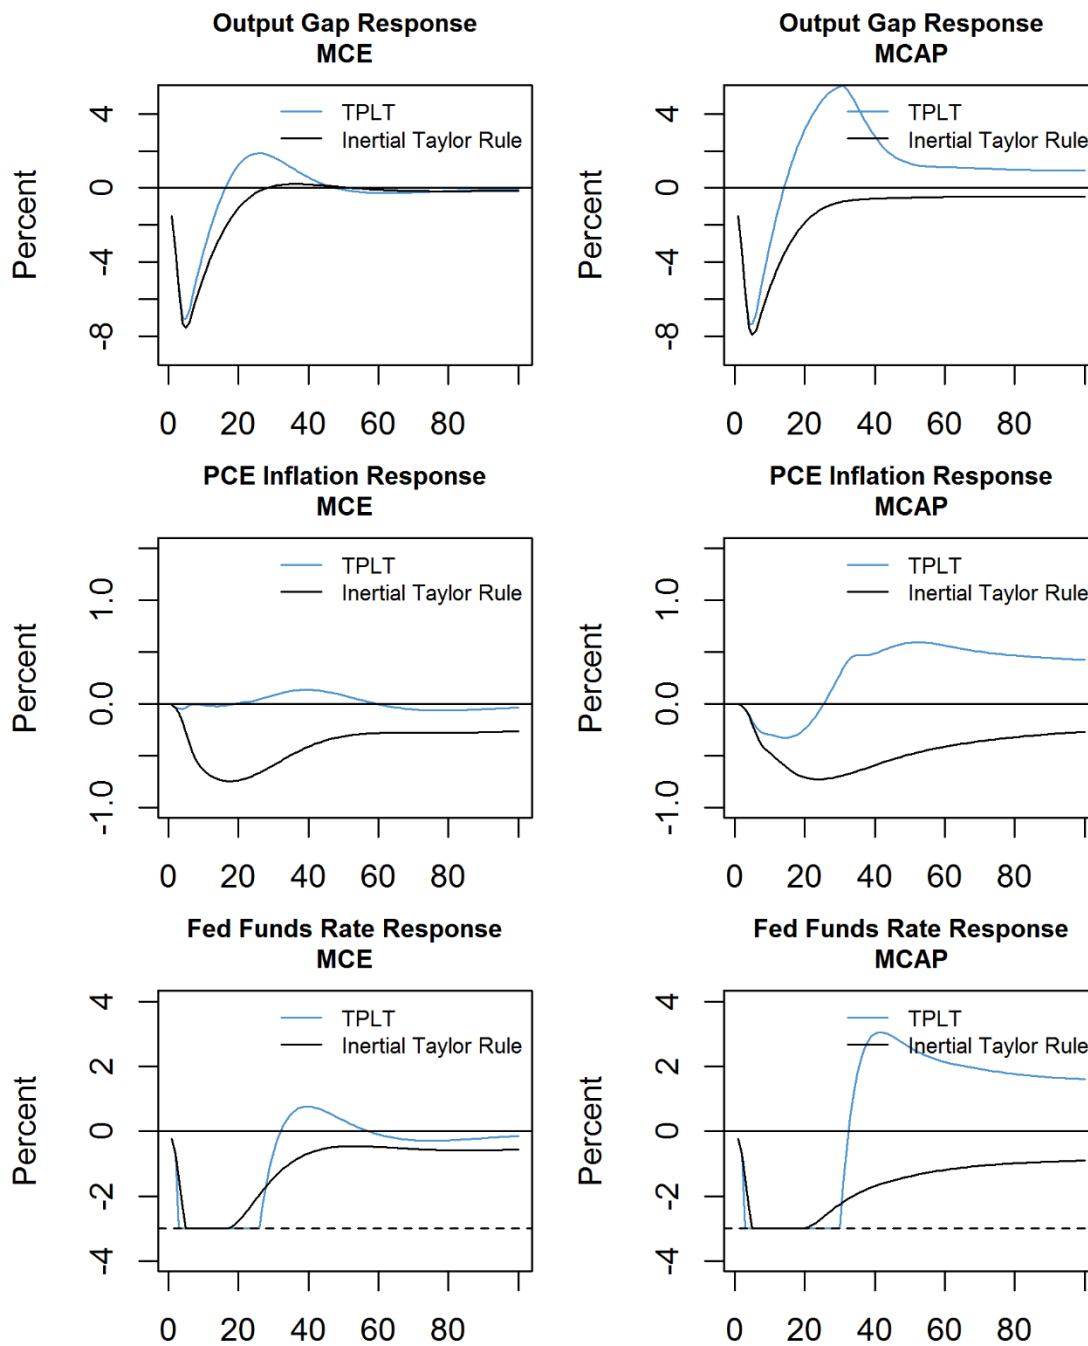 Output Gap Response
MCE
Percent
4
0
-4
-8
TPLT
Inertial Taylor Rule
0 20 40 60 80
Output Gap Response
MCAP
Percent
4
0
-4
-8
TPLT
Inertial Taylor Rule
0 20 40 60 80
PCE Inflation Response
MCE
Percent
1.0
0.0
-1.0
TPLT
Inertial Taylor Rule
0 20 40 60 80
PCE Inflation Response
MCAP
Percent
1.0
0.0
-1.0
TPLT
Inertial Taylor Rule
0 20 40 60 80
Fed Funds Rate Response
MCE
Percent
4
2
0
-2
-4
TPLT
Inertial Taylor Rule
0 20 40 60 80
Fed Funds Rate Response
MCAP
Percent
4
2
0
-2
-4
TPLT
Inertial Taylor Rule
0 20 40 60 80